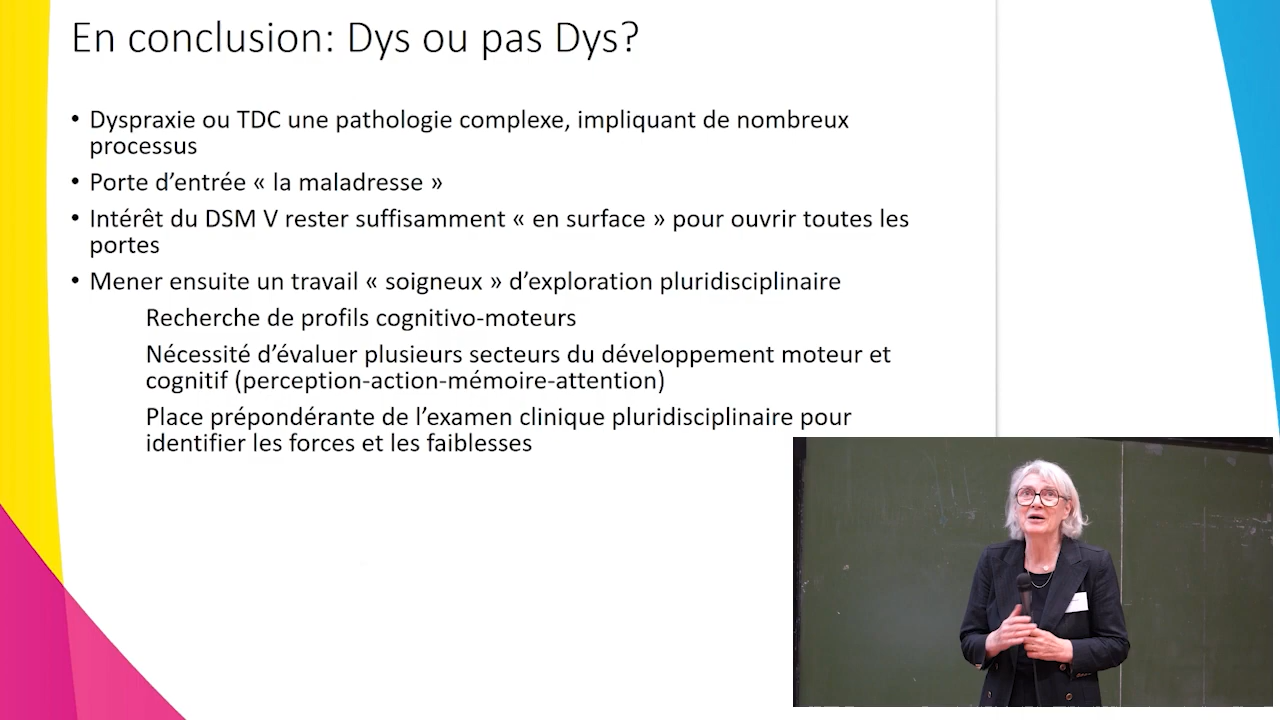 En conclusion: Dys ou pas Dys?
• Dyspraxie ou TDC une pathologie complexe, impliquant de nombreux
processus
• Porte d’entrée « la maladresse »
• Intérêt du DSM V rester suffisamment « en surface » pour ouvrir toutes les
portes
• Mener ensuite un travail « soigneux » d’exploration pluridisciplinaire
Recherche de profils cognitivo-moteurs
Nécessité d’évaluer plusieurs secteurs du développement moteur et
cognitif (perception-action-mémoire-attention)
Place prépondérante de l’examen clinique pluridisciplinaire pour
identifier les forces et les faiblesses